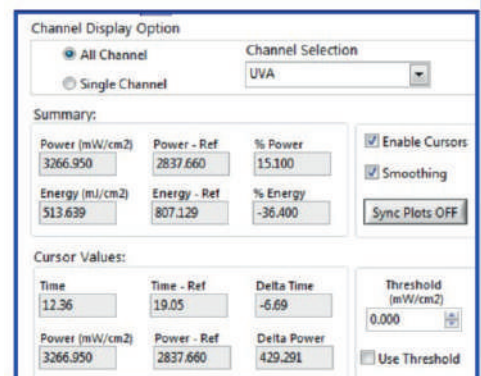 Channel Display Option
All Channel
Single Channel
Channel Selection
UVA
Summary:
Power (mW/cm2) Power - Ref % Power
3266.950 2837.660 15.100
Energy (mJ/cm2) Energy - Ref % Energy
513.639 807.129 -36.400
Enable Cursors
Smoothing
Sync Plots OFF
Cursor Values:
Time Time - Ref Delta Time
12.36 19.05 -6.69
Power (mW/cm2) Power - Ref Delta Power
3266.950 2837.660 429.291
Threshold
(mW/cm2)
0.000
Use Threshold